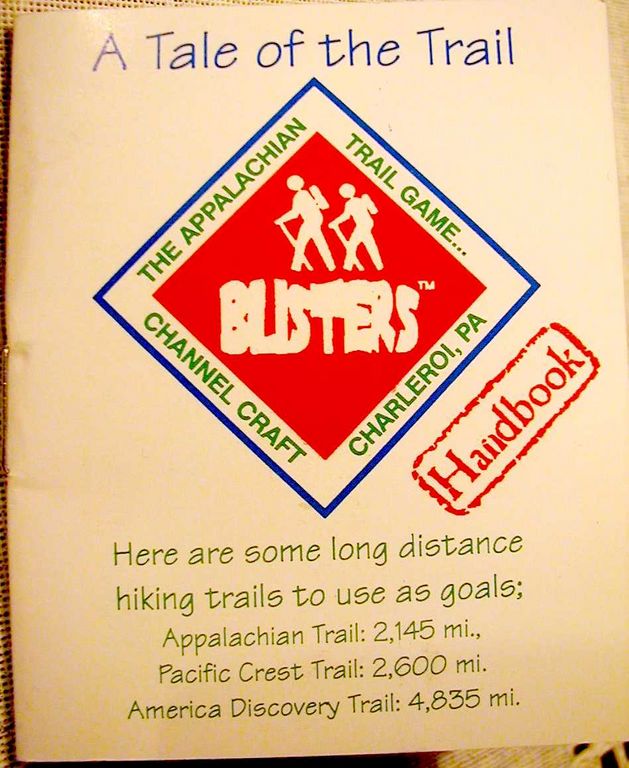 A Tale of the Trail
THE APPALACHIAN
TRAIL GAME...
BLISTERS™
CHANNEL CRAFT
CHARLEROI, PA
Handbook
Here are some long distance
hiking trails to use as goals;
Appalachian Trail: 2,145 mi.,
Pacific Crest Trail: 2,600 mi.
America Discovery Trail: 4,835 mi.